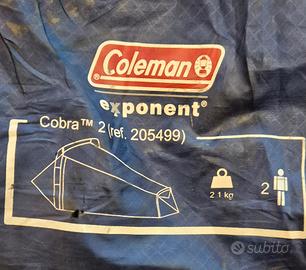 Coleman
exponent®
Cobra™ 2 (ref. 205499)
2.1 kg
2
subito